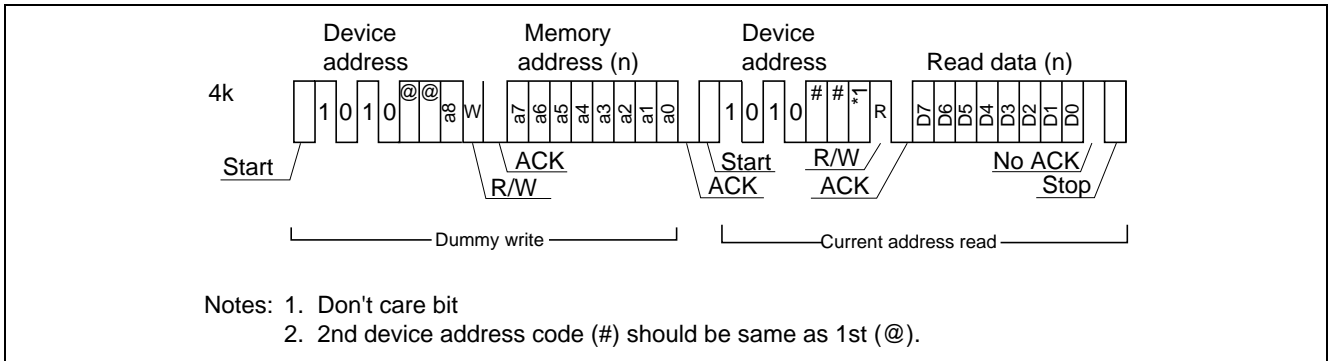 Device address Memory address (n) Device address Read data (n)
4k
1 0 1 0 @ @ a8 W a7 a6 a5 a4 a3 a2 a1 a0 1 0 1 0 # # *1 R D7 D6 D5 D4 D3 D2 D1 D0
Start ACK Start R/W No ACK
R/W ACK ACK Stop
Dummy write Current address read
Notes: 1. Don't care bit
2. 2nd device address code (#) should be same as 1st (@).